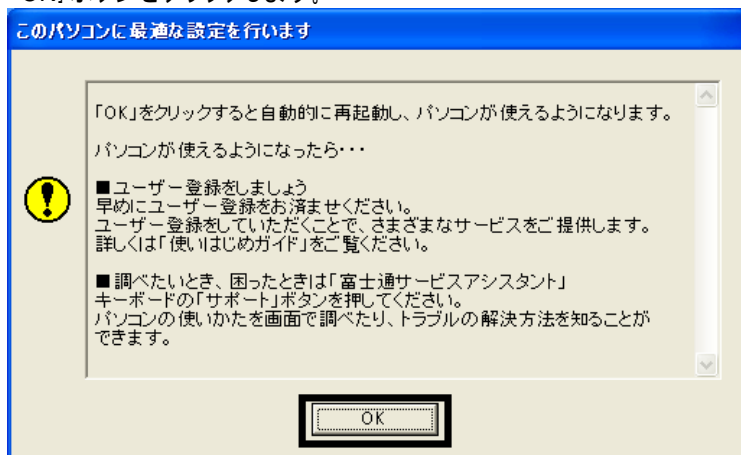 「OK」ボタンをクリックします。
このパソコンに最適な設定を行います
「OK」をクリックすると自動的に再起動し、パソコンが使えるようになります。
パソコンが使えるようになったら・・・
■ユーザー登録をしましょう
早めにユーザー登録をお済ませください。
ユーザー登録をしていただくことで、さまざまなサービスをご提供します。
詳しくは「使いはじめガイド」をご覧ください。
■調べたいとき、困ったときは「富士通サービスアシスタント」
キーボードの「サポート」ボタンを押してください。
パソコンの使いかたを画面で調べたり、トラブルの解決方法を知ることが
できます。
OK